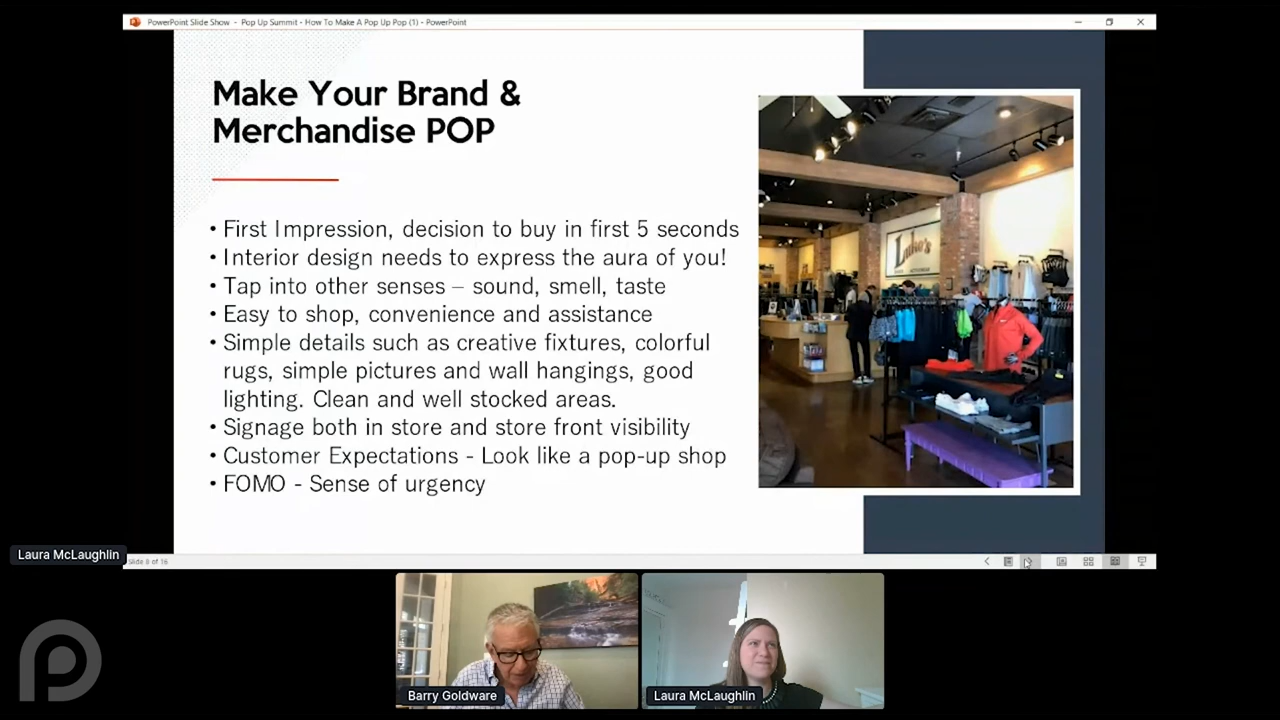 PowerPoint Slide Show - Pop Up Summit - How To Make A Pop Up Pop (1) - PowerPoint
Make Your Brand &
Merchandise POP
• First Impression, decision to buy in first 5 seconds
• Interior design needs to express the aura of you!
• Tap into other senses – sound, smell, taste
• Easy to shop, convenience and assistance
• Simple details such as creative fixtures, colorful
rugs, simple pictures and wall hangings, good
lighting. Clean and well stocked areas.
• Signage both in store and store front visibility
• Customer Expectations - Look like a pop-up shop
• FOMO - Sense of urgency
Luke's
Laura McLaughlin
Slide 8 of 16
Barry Goldware
Laura McLaughlin